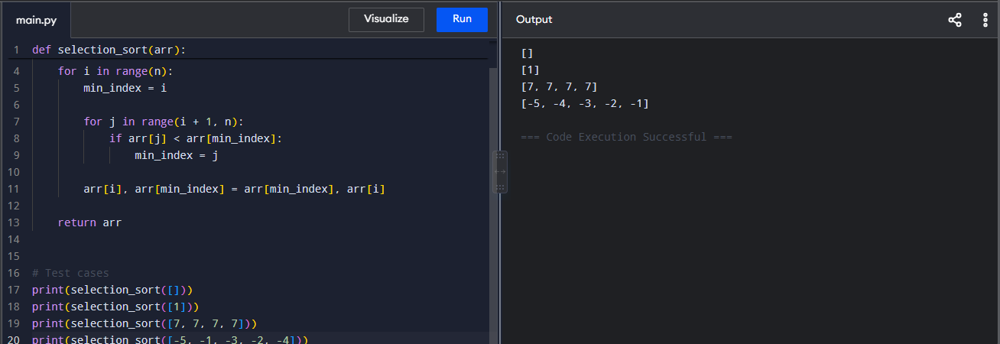 main.py
Visualize
Run
Output
1 def selection_sort(arr):
4 for i in range(n):
5 min_index = i
6
7 for j in range(i + 1, n):
8 if arr[j] < arr[min_index]:
9 min_index = j
10
11 arr[i], arr[min_index] = arr[min_index], arr[i]
12
13 return arr
14
15
16 # Test cases
17 print(selection_sort([]))
18 print(selection_sort([1]))
19 print(selection_sort([7, 7, 7, 7]))
20 print(selection_sort([-5, -1, -3, -2, -4]))
[]
[1]
[7, 7, 7, 7]
[-5, -4, -3, -2, -1]
=== Code Execution Successful ===